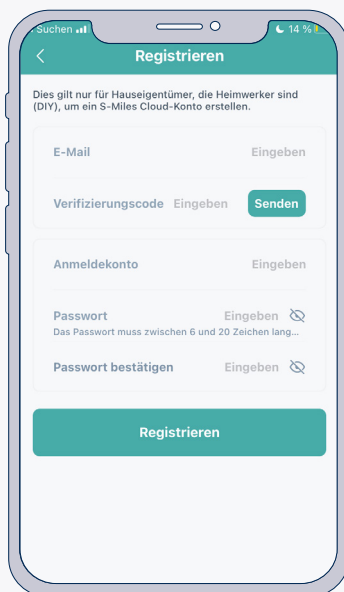 Suchen
14 %
Registrieren
Dies gilt nur für Hauseigentümer, die Heimwerker sind
(DIY), um ein S-Miles Cloud-Konto erstellen.
E-Mail Eingeben
Verifizierungscode Eingeben Senden
Anmeldekonto Eingeben
Passwort Eingeben
Das Passwort muss zwischen 6 und 20 Zeichen lang...
Passwort bestätigen Eingeben
Registrieren